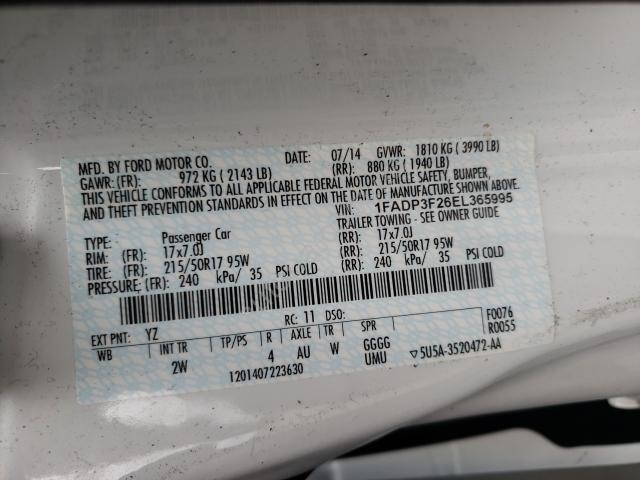 MFD. BY FORD MOTOR CO.
DATE: 07/14 GVWR: 1810 KG ( 3990 LB)
GAWR: (FR): 972 KG ( 2143 LB) (RR): 880 KG ( 1940 LB)
THIS VEHICLE CONFORMS TO ALL APPLICABLE FEDERAL MOTOR VEHICLE SAFETY, BUMPER,
AND THEFT PREVENTION STANDARDS IN EFFECT ON THE DATE OF MANUFACTURE SHOWN ABOVE.
VIN: 1FADP3F26EL365995
TYPE: Passenger Car TRAILER TOWING - SEE OWNER GUIDE
RIM: (FR): 17x7.0J (RR): 17x7.0J
TIRE: (FR): 215/50R17 95W (RR): 215/50R17 95W
PRESSURE: (FR): 240 kPa/ 35 PSI COLD (RR): 240 kPa/ 35 PSI COLD
EXT PNT: YZ RC: 11 DSO:
WB INT TR TP/PS R AXLE TR SPR
2W 4 AU W GGGG
UMU
F0076
R0055
1201407223630
▽5U5A-3520472-AA